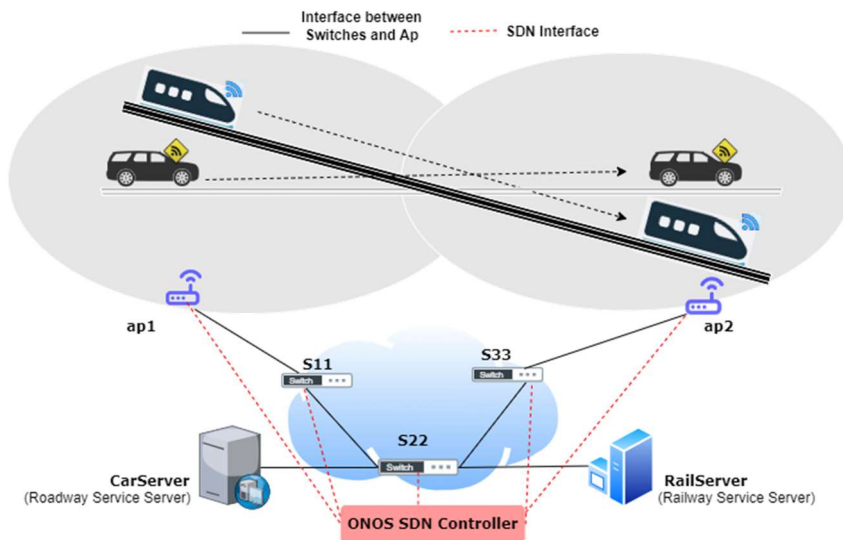 Interface between
Switches and Ap
SDN Interface
ap1
ap2
S11
S33
Switch
Switch
S22
Switch
CarServer
(Roadway Service Server)
RailServer
(Railway Service Server)
ONOS SDN Controller